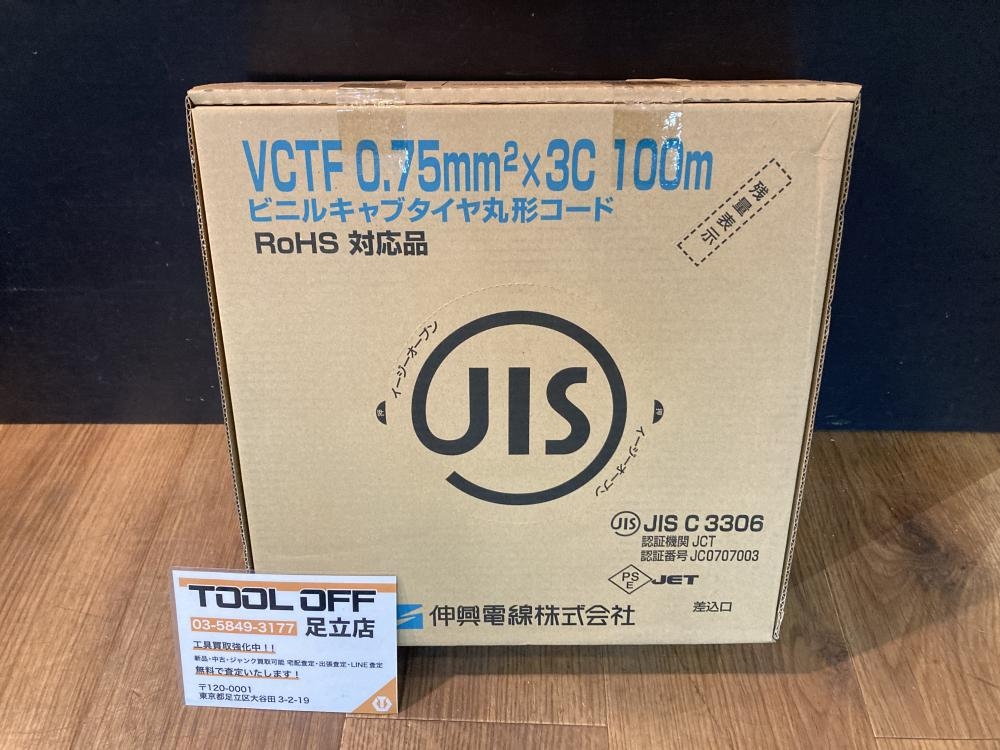 VCTF 0.75mm²×3C 100m
ビニルキャブタイヤ丸形コード
RoHS 対応品
残量表示
イージーオープン
JIS
押
イージーオープン
JIS JIS C 3306
認証機関 JCT
認証番号 JC0707003
PSE JET
差込口
伸興電線株式会社
TOOL OFF
03-5849-3177 足立店
工具買取強化中！！
新品・中古・ジャンク買取可能 宅配査定・出張査定・LINE査定
無料で査定いたします！
〒120-0001
東京都足立区大谷田 3-2-19